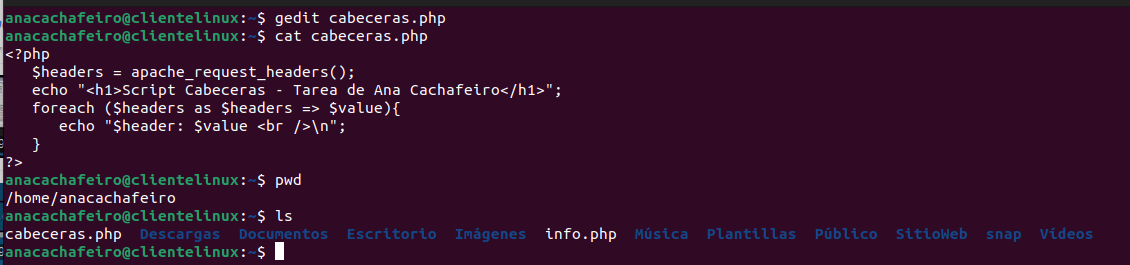 anacachafeiro@clientelinux:~$ gedit cabeceras.php
anacachafeiro@clientelinux:~$ cat cabeceras.php
<?php
   $headers = apache_request_headers();
   echo "<h1>Script Cabeceras - Tarea de Ana Cachafeiro</h1>";
   foreach ($headers as $headers => $value){
      echo "$header: $value <br />\n";
   }
?>
anacachafeiro@clientelinux:~$ pwd
/home/anacachafeiro
anacachafeiro@clientelinux:~$ ls
cabeceras.php  Descargas  Documentos  Escritorio  Imágenes  info.php  Música  Plantillas  Público  SitioWeb  snap  Vídeos
anacachafeiro@clientelinux:~$